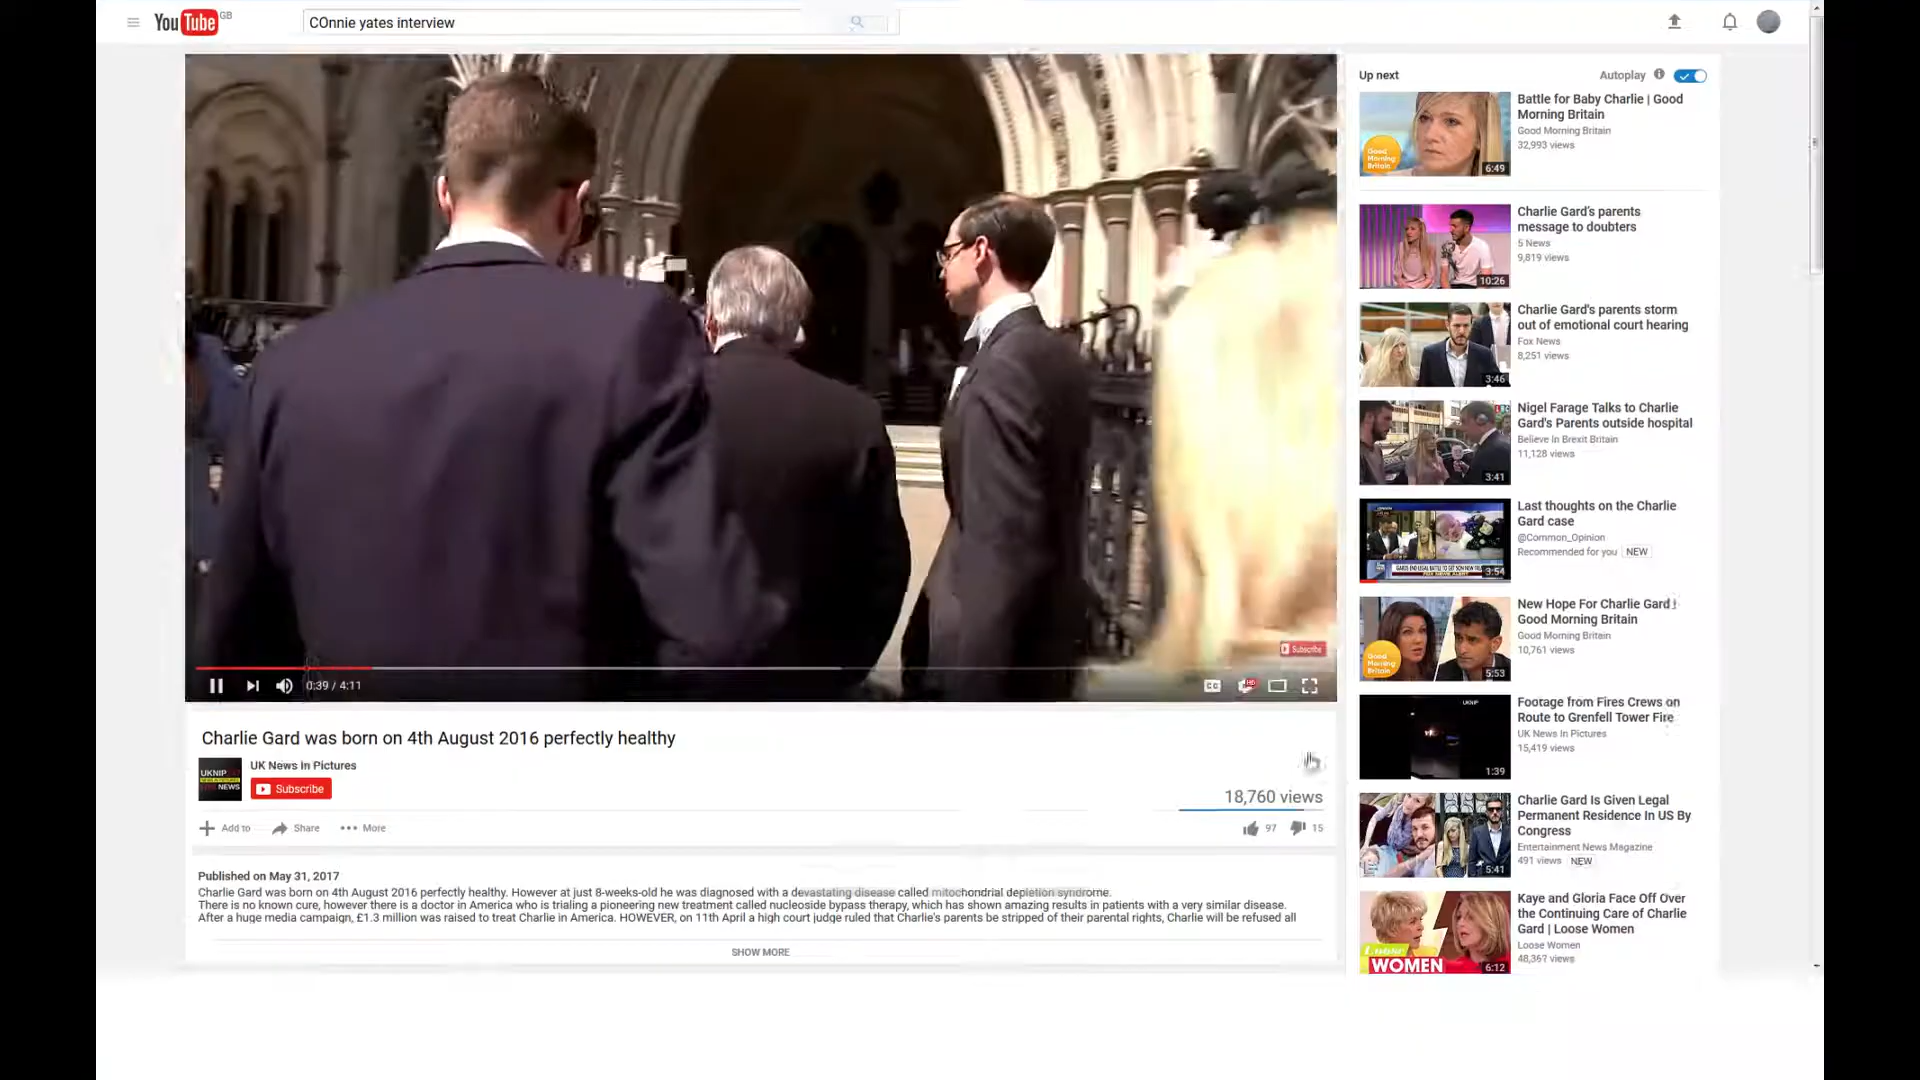 YouTube GB
COnnie yates interview
Subscribe
0:39 / 4:11
CC
HD
Charlie Gard was born on 4th August 2016 perfectly healthy
UKNIP
NEWS
UK News in Pictures
Subscribe
18,760 views
Add to
Share
More
97
15
Published on May 31, 2017
Charlie Gard was born on 4th August 2016 perfectly healthy. However at just 8-weeks-old he was diagnosed with a devastating disease called mitochondrial depletion syndrome.
There is no known cure, however there is a doctor in America who is trialing a pioneering new treatment called nucleoside bypass therapy, which has shown amazing results in patients with a very similar disease.
After a huge media campaign, £1.3 million was raised to treat Charlie in America. HOWEVER, on 11th April a high court judge ruled that Charlie's parents be stripped of their parental rights, Charlie will be refused all
SHOW MORE
Up next
Autoplay
Good
Morning
Britain
6:49
Battle for Baby Charlie | Good
Morning Britain
Good Morning Britain
32,993 views
10:26
Charlie Gard's parents
message to doubters
5 News
9,819 views
3:46
Charlie Gard's parents storm
out of emotional court hearing
Fox News
8,251 views
LBC
3:41
Nigel Farage Talks to Charlie
Gard's Parents outside hospital
Believe In Brexit Britain
11,128 views
3:54
Last thoughts on the Charlie
Gard case
@Common_Opinion
Recommended for you NEW
Good
Morning
Britain
5:53
New Hope For Charlie Gard |
Good Morning Britain
Good Morning Britain
10,761 views
UKNIP
1:39
Footage from Fires Crews on
Route to Grenfell Tower Fire
UK News In Pictures
15,419 views
5:41
Charlie Gard Is Given Legal
Permanent Residence In US By
Congress
Entertainment News Magazine
491 views NEW
WOMEN
6:12
Kaye and Gloria Face Off Over
the Continuing Care of Charlie
Gard | Loose Women
Loose Women
48,367 views